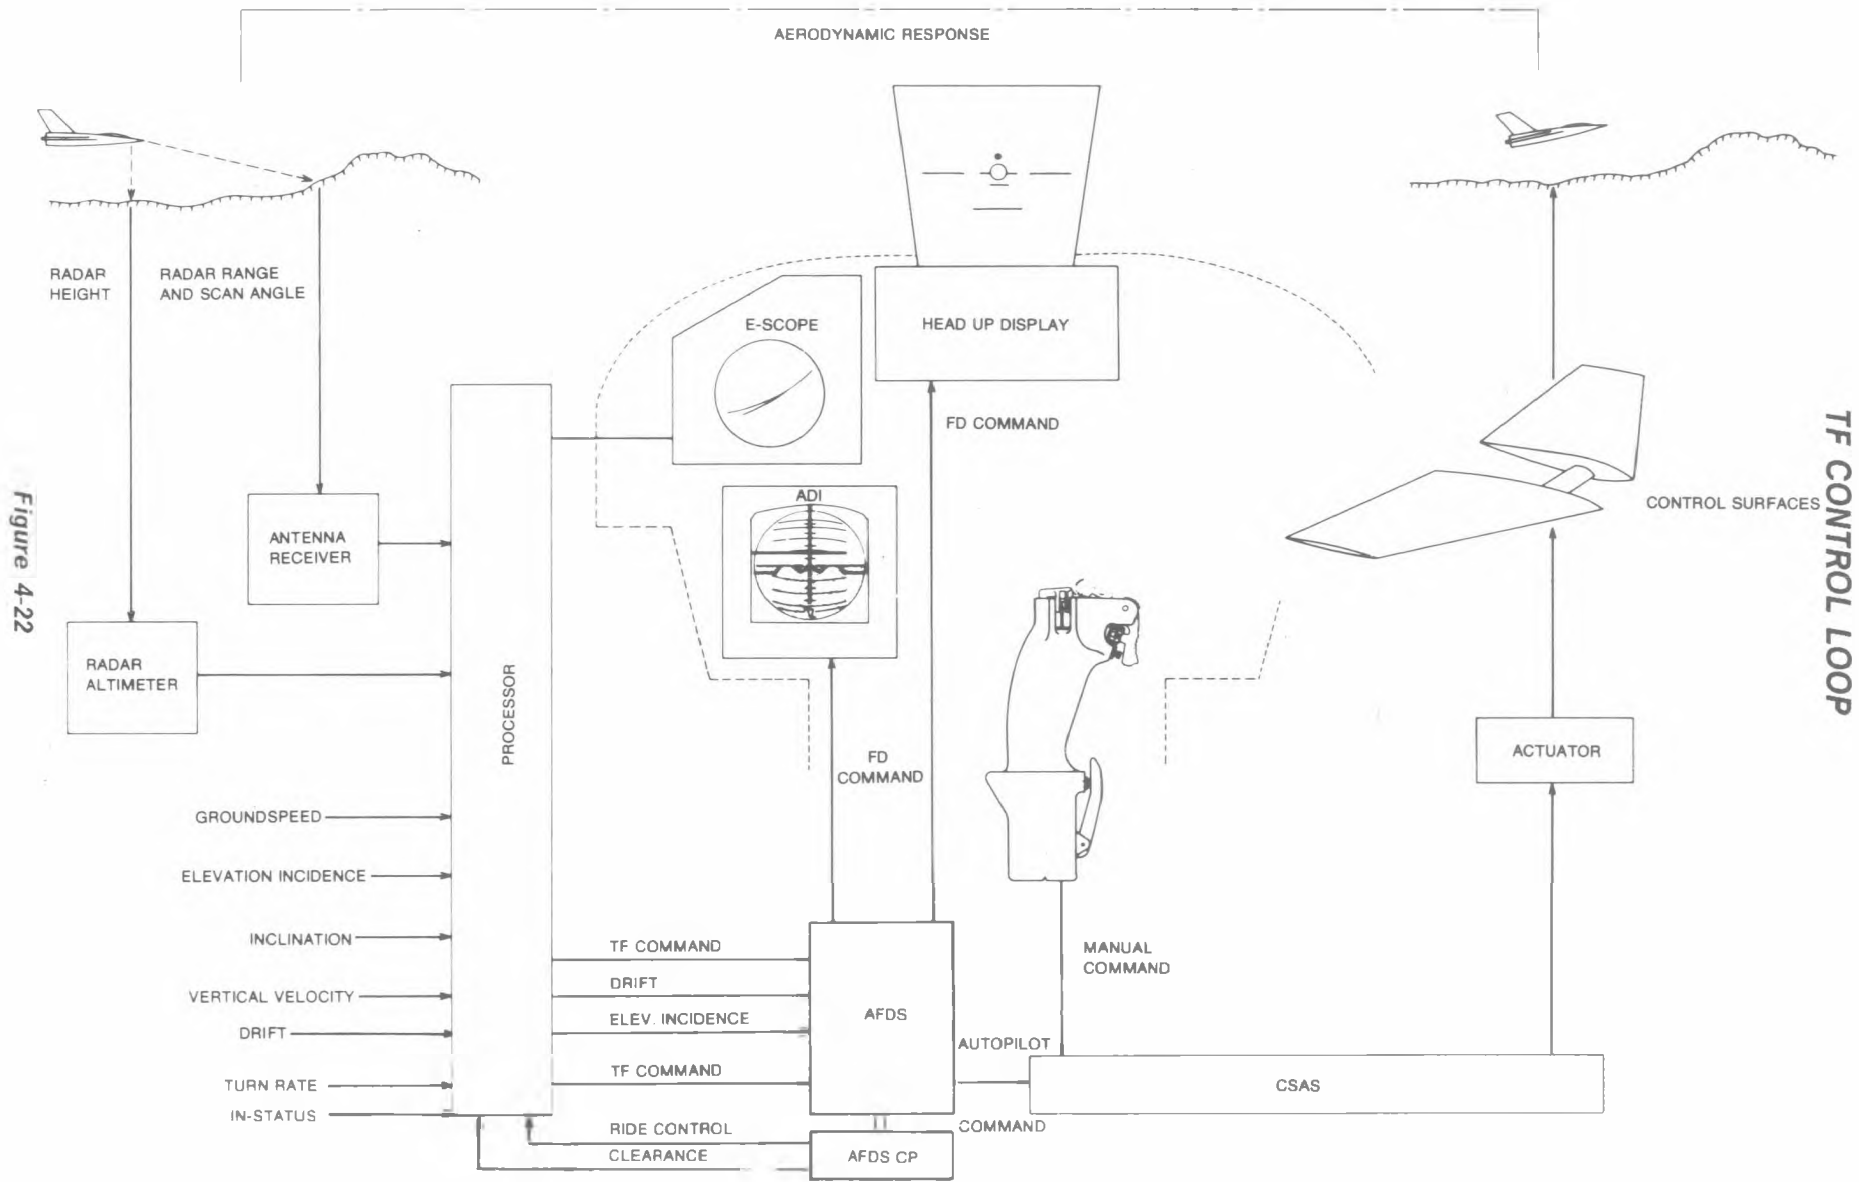 AERODYNAMIC RESPONSE
RADAR
HEIGHT
RADAR RANGE
AND SCAN ANGLE
E-SCOPE
HEAD UP DISPLAY
FD COMMAND
ADI
ANTENNA
RECEIVER
RADAR
ALTIMETER
PROCESSOR
CONTROL SURFACES
TF CONTROL LOOP
Figure 4-22
FD
COMMAND
ACTUATOR
GROUNDSPEED
ELEVATION INCIDENCE
INCLINATION
VERTICAL VELOCITY
DRIFT
TURN RATE
IN-STATUS
TF COMMAND
DRIFT
ELEV. INCIDENCE
TF COMMAND
RIDE CONTROL
CLEARANCE
AFDS
AFDS CP
MANUAL
COMMAND
AUTOPILOT
COMMAND
CSAS